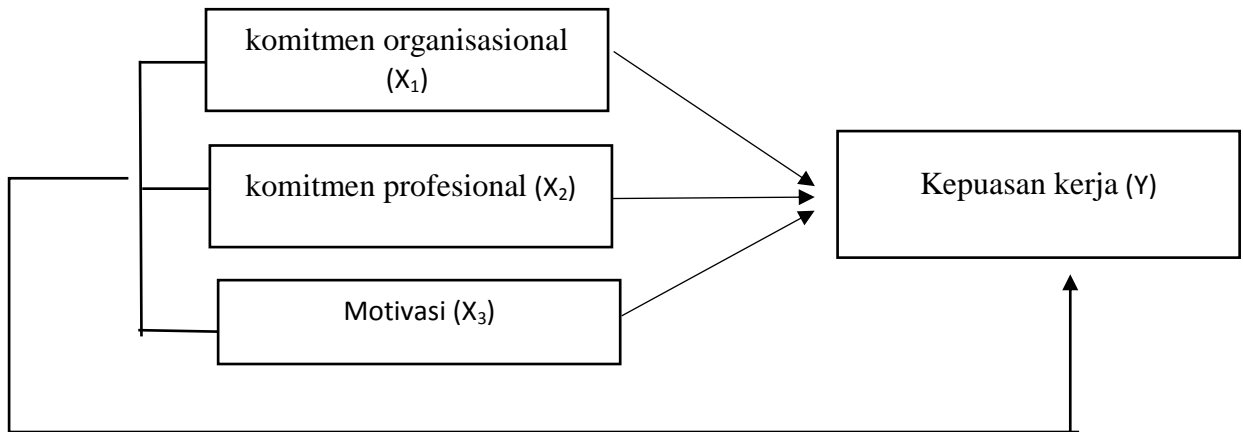 komitmen organisasional
(X₁)
komitmen profesional (X₂)
Kepuasan kerja (Y)
Motivasi (X₃)